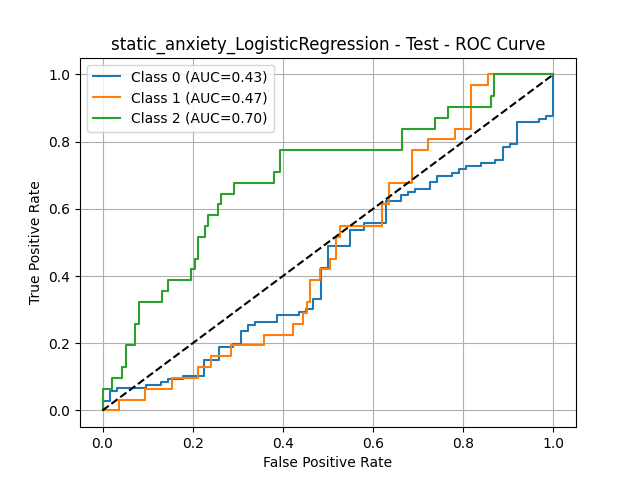 static_anxiety_LogisticRegression - Test - ROC Curve
Class 0 (AUC=0.43)
Class 1 (AUC=0.47)
Class 2 (AUC=0.70)
True Positive Rate
1.0
0.8
0.6
0.4
0.2
0.0
0.0 0.2 0.4 0.6 0.8 1.0
False Positive Rate